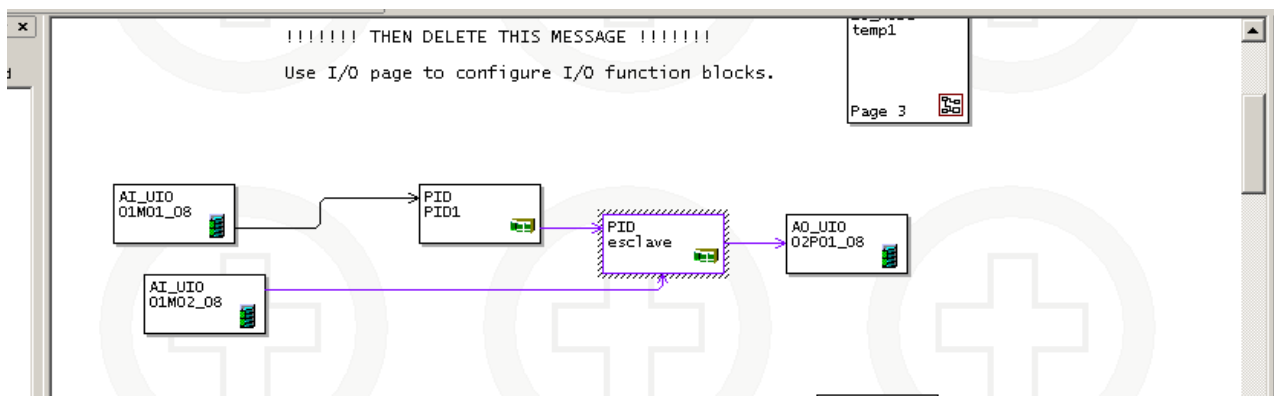 !!!!!!! THEN DELETE THIS MESSAGE !!!!!!!
Use I/O page to configure I/O function blocks.
temp1
Page 3
AI_UIO
01M01_08
PID
PID1
PID
esclave
AO_UIO
02P01_08
AI_UIO
01M02_08